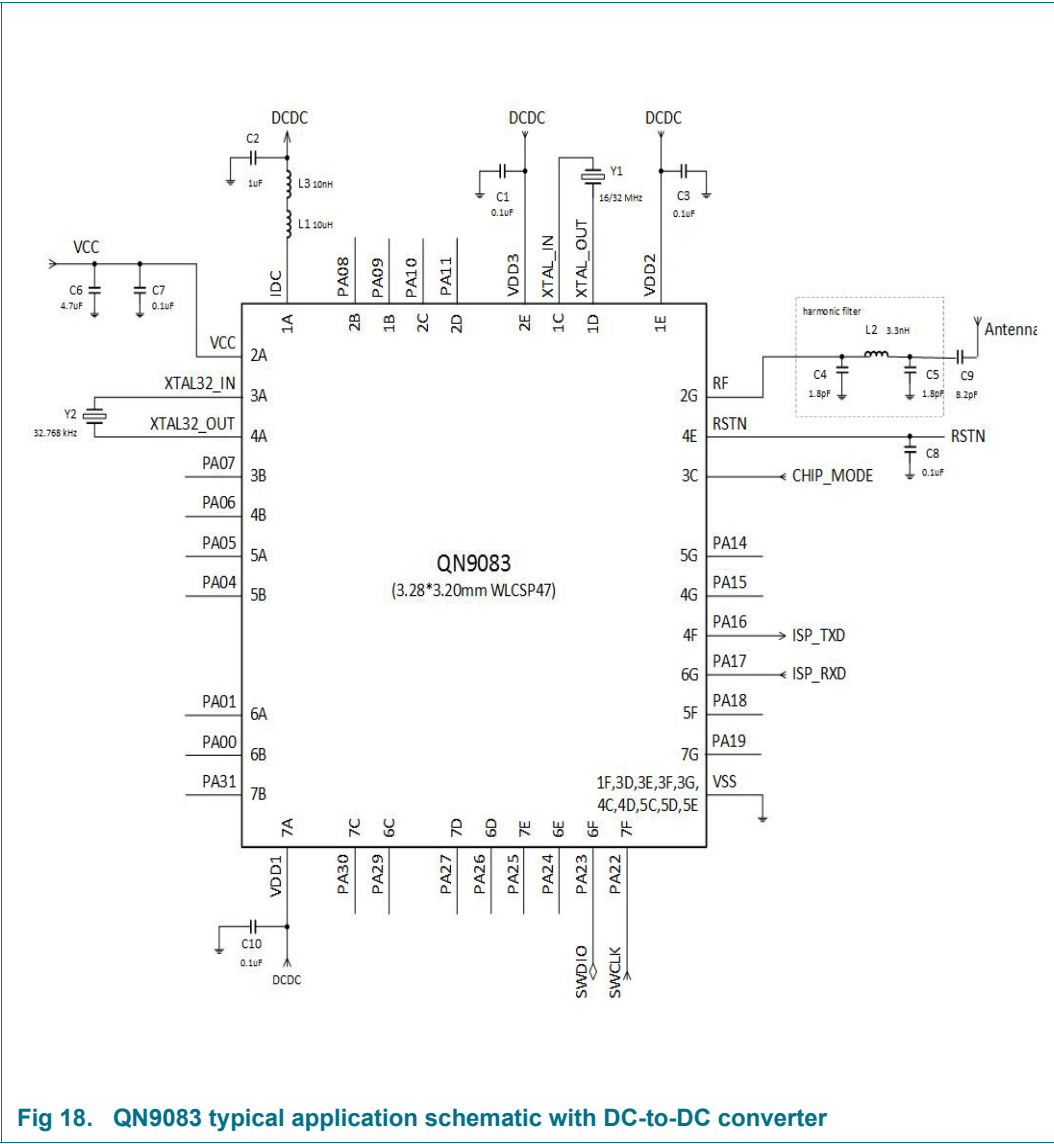 DCDC
C2
1uF
L3 10nH
L1 10uH
IDC
1A
DCDC
C1
0.1uF
VDD3
2E
XTAL_IN
1C
Y1
16/32 MHz
XTAL_OUT
1D
DCDC
C3
0.1uF
VDD2
1E
PA08
2B
PA09
1B
PA10
2C
PA11
2D
VCC
C6
4.7uF
C7
0.1uF
VCC
2A
XTAL32_IN
3A
Y2
32.768 kHz
XTAL32_OUT
4A
PA07
3B
PA06
4B
PA05
5A
PA04
5B
PA01
6A
PA00
6B
PA31
7B
QN9083
(3.28*3.20mm WLCSP47)
harmonic filter
L2 3.3nH
C4
1.8pF
C5
1.8pF
C9
8.2pF
Antenna
RF
2G
RSTN
4E
RSTN
C8
0.1uF
3C
CHIP_MODE
PA14
5G
PA15
4G
PA16
4F
ISP_TXD
PA17
6G
ISP_RXD
PA18
5F
PA19
7G
1F,3D,3E,3F,3G,
4C,4D,5C,5D,5E
VSS
7A
VDD1
C10
0.1uF
DCDC
7C
PA30
6C
PA29
7D
PA27
6D
PA26
7E
PA25
6E
PA24
6F
PA23
SWDIO
7F
PA22
SWCLK
Fig 18. QN9083 typical application schematic with DC-to-DC converter